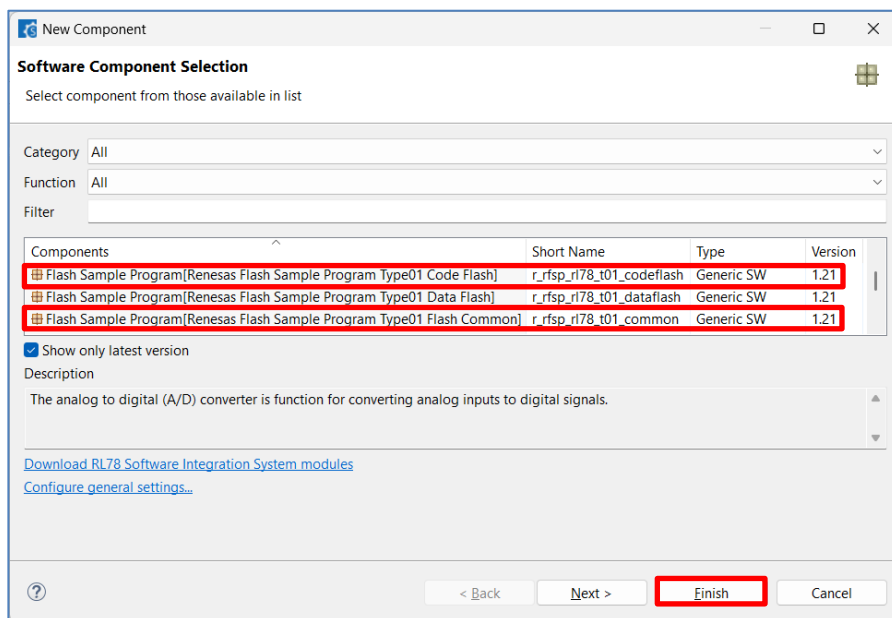 New Component
Software Component Selection
Select component from those available in list
Category All
Function All
Filter
Components Short Name Type Version
Flash Sample Program[Renesas Flash Sample Program Type01 Code Flash] r_rfsp_rl78_t01_codeflash Generic SW 1.21
Flash Sample Program[Renesas Flash Sample Program Type01 Data Flash] r_rfsp_rl78_t01_dataflash Generic SW 1.21
Flash Sample Program[Renesas Flash Sample Program Type01 Flash Common] r_rfsp_rl78_t01_common Generic SW 1.21
Show only latest version
Description
The analog to digital (A/D) converter is function for converting analog inputs to digital signals.
Download RL78 Software Integration System modules
Configure general settings...
? < Back Next > Finish Cancel